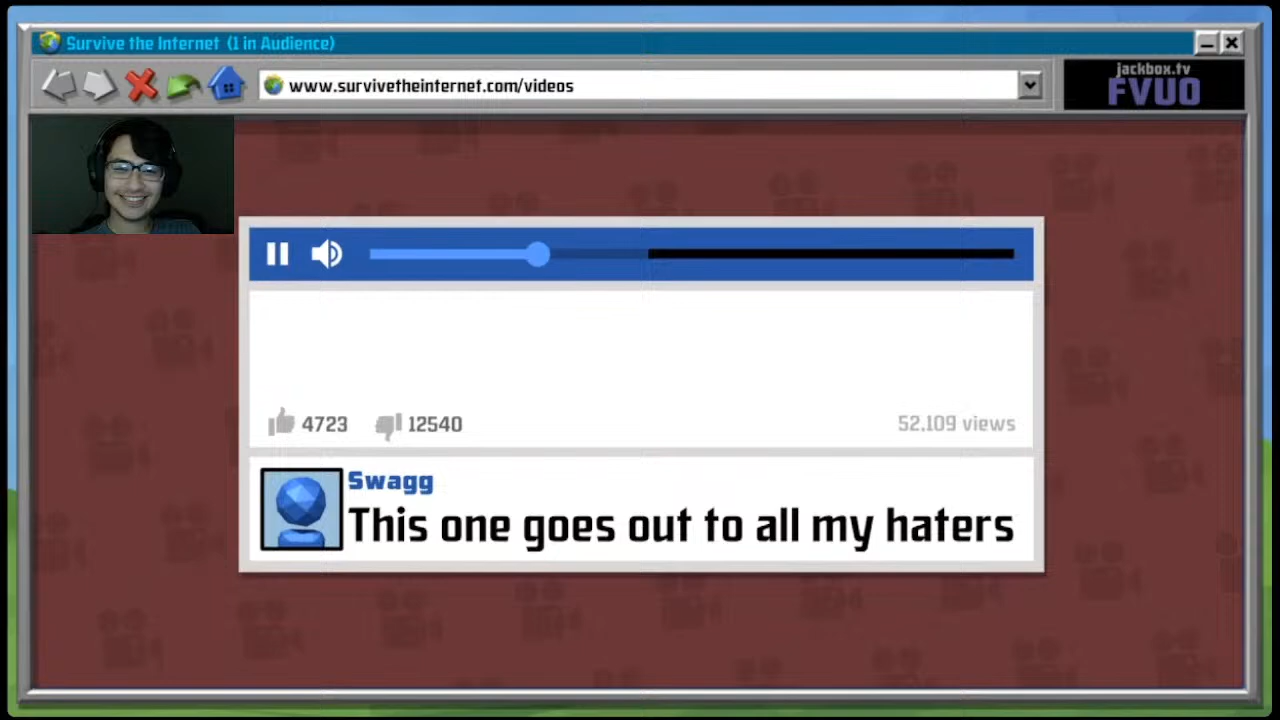 Survive the Internet (1 in Audience)
www.survivetheinternet.com/videos
jackbox.tv
FVUO
4723
12540
52,109 views
Swagg
This one goes out to all my haters